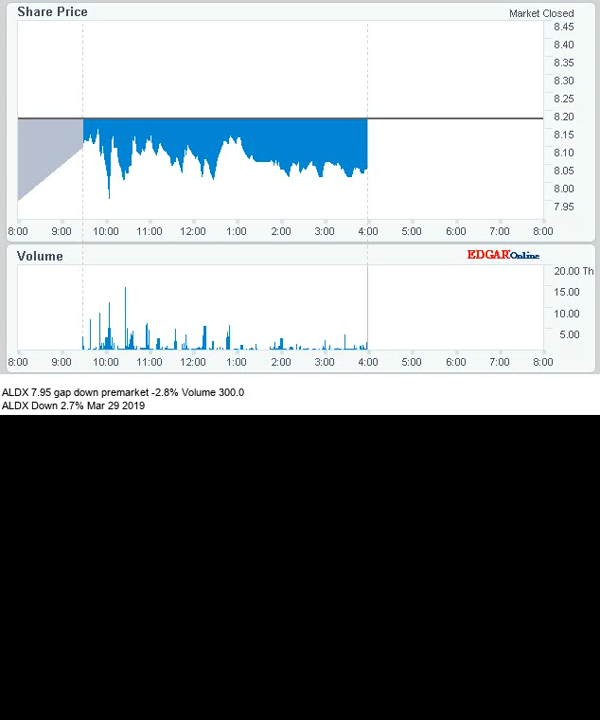 Share Price
Market Closed
8.45
8.40
8.35
8.30
8.25
8.20
8.15
8.10
8.05
8.00
7.95
8:00 9:00 10:00 11:00 12:00 1:00 2:00 3:00 4:00 5:00 6:00 7:00 8:00
Volume
EDGAR Online
20.00 Th
15.00
10.00
5.00
8:00 9:00 10:00 11:00 12:00 1:00 2:00 3:00 4:00 5:00 6:00 7:00 8:00
ALDX 7.95 gap down premarket -2.8% Volume 300.0
ALDX Down 2.7% Mar 29 2019